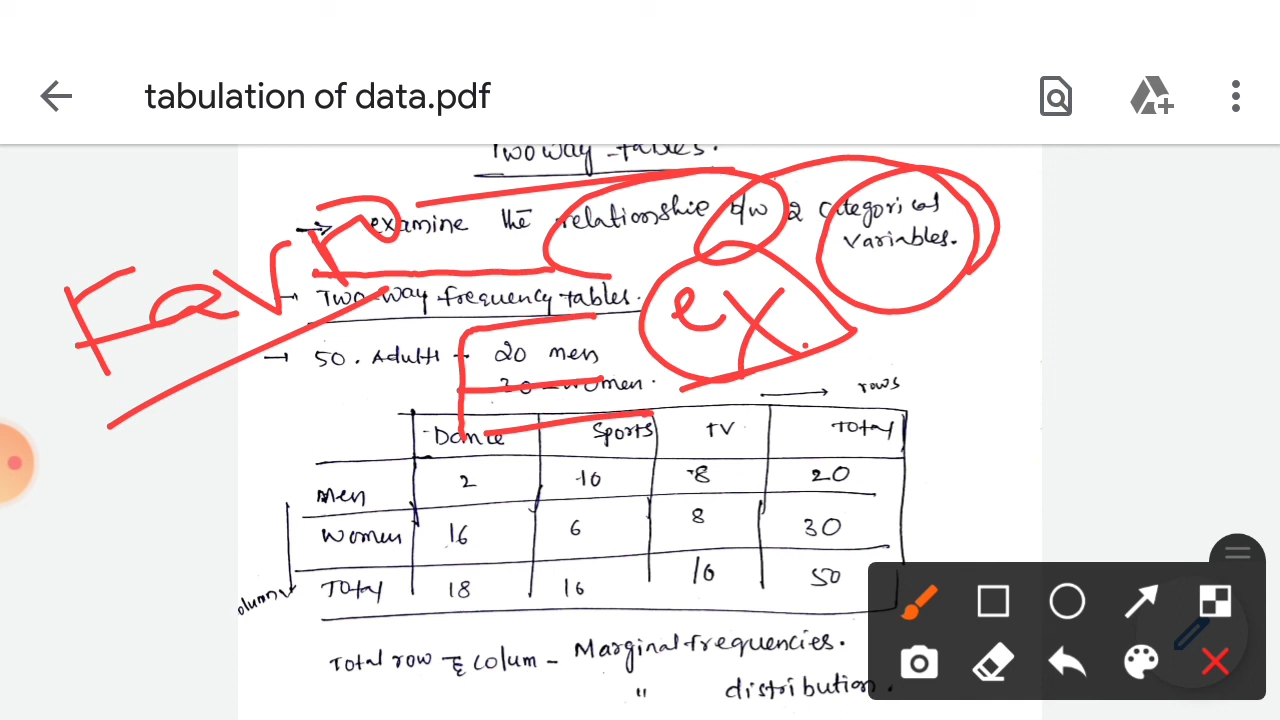 tabulation of data.pdf
Two way -tables.
→ examine the relationship b/w 2 categorical
variables.
Favr
ex.
→ Two-way frequency tables.
→ 50. Adults - 20 men
30 women.
→ rows
Dance Sports TV Total
Men 2 10 8 20
Women 16 6 8 30
Total 18 16 16 50
olumn
Total row & Colum - Marginal frequencies.
" distribution.